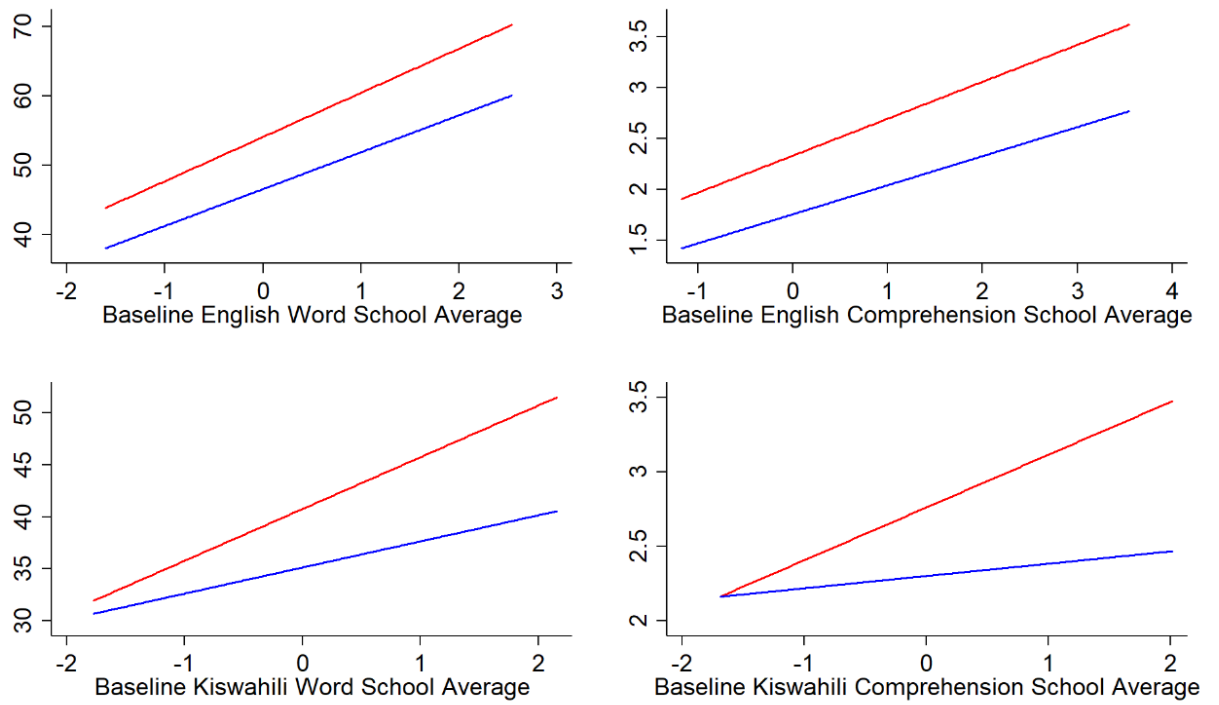 70
60
50
40
-2 -1 0 1 2 3
Baseline English Word School Average
3.5
3
2.5
2
1.5
-1 0 1 2 3 4
Baseline English Comprehension School Average
50
45
40
35
30
-2 -1 0 1 2
Baseline Kiswahili Word School Average
3.5
3
2.5
2
-2 -1 0 1 2
Baseline Kiswahili Comprehension School Average